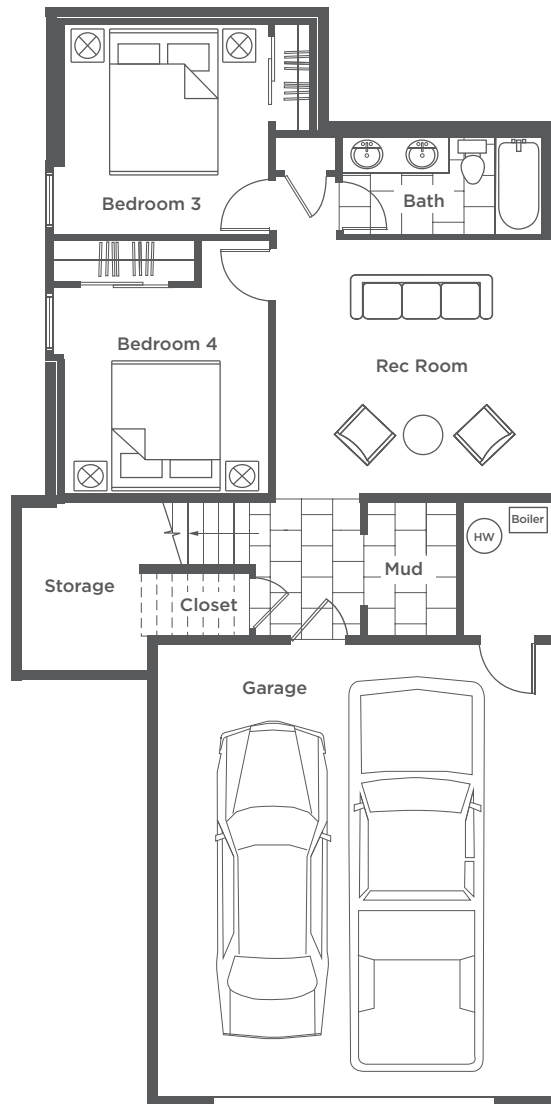 Bedroom 3
Bath
Bedroom 4
Rec Room
Boiler
HW
Mud
Storage
Closet
Garage